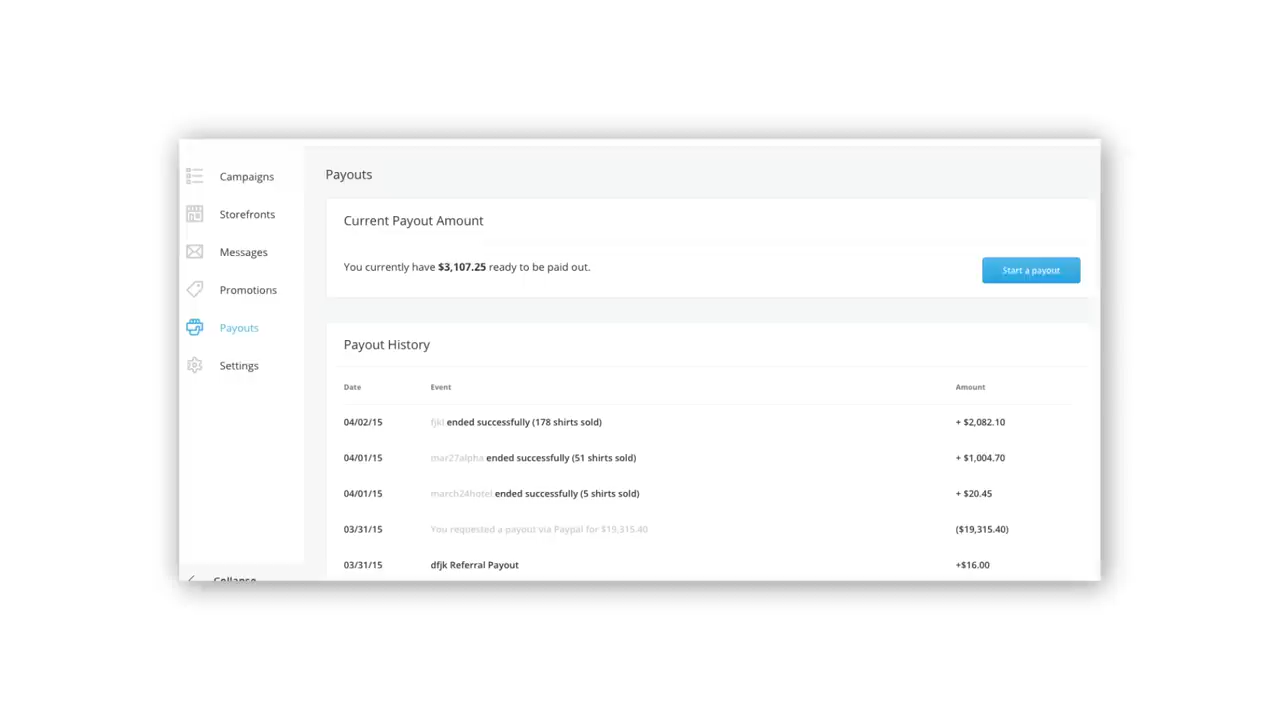 Campaigns
Storefronts
Messages
Promotions
Payouts
Settings
Collapse
Payouts
Current Payout Amount
You currently have $3,107.25 ready to be paid out.
Start a payout
Payout History
Date Event Amount
04/02/15 fjkl ended successfully (178 shirts sold) + $2,082.10
04/01/15 mar27alpha ended successfully (51 shirts sold) + $1,004.70
04/01/15 march24hotel ended successfully (5 shirts sold) + $20.45
03/31/15 You requested a payout via Paypal for $19,315.40 ($19,315.40)
03/31/15 dfjk Referral Payout +$16.00